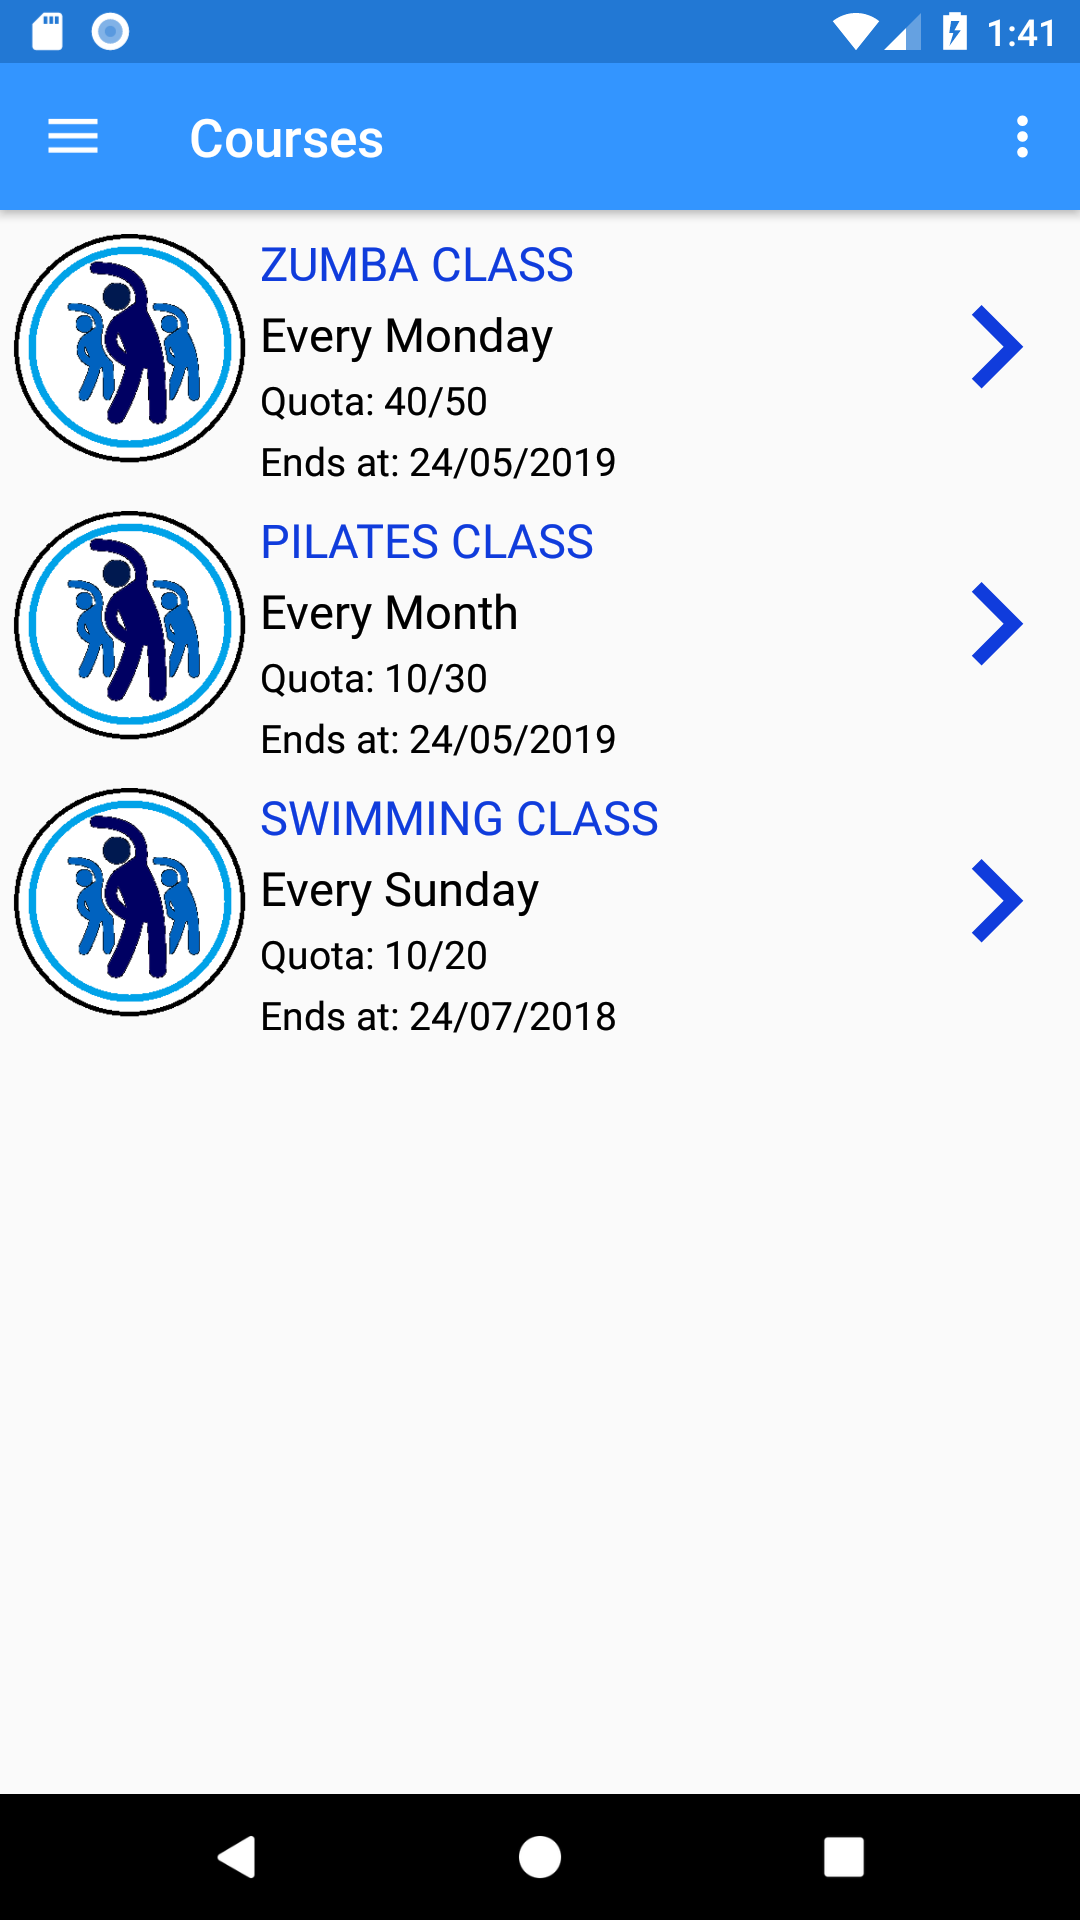 1:41
Courses
ZUMBA CLASS
Every Monday
Quota: 40/50
Ends at: 24/05/2019
PILATES CLASS
Every Month
Quota: 10/30
Ends at: 24/05/2019
SWIMMING CLASS
Every Sunday
Quota: 10/20
Ends at: 24/07/2018